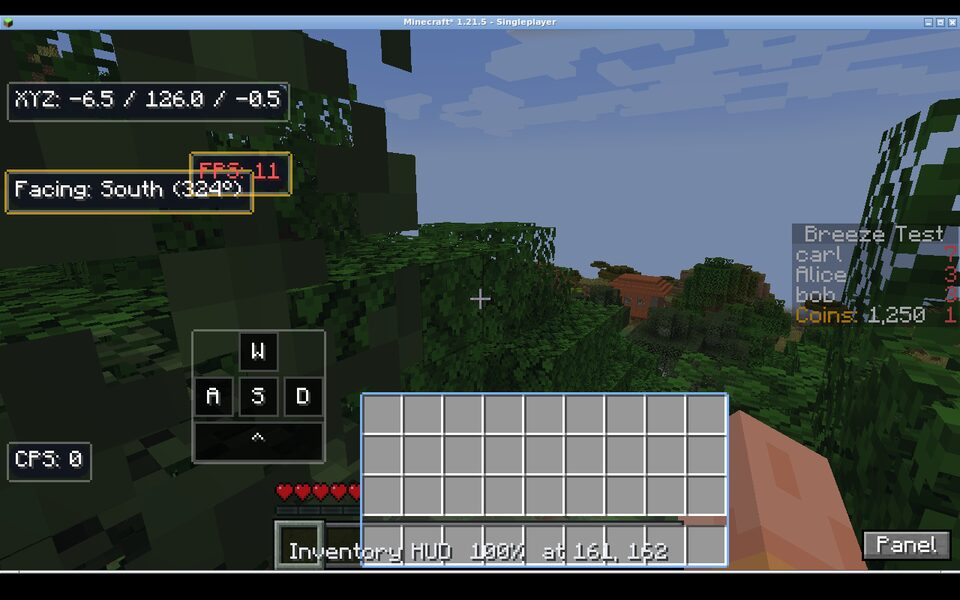 Minecraft* 1.21.5 - Singleplayer
XYZ: -6.5 / 126.0 / -0.5
FPS: 11
Facing: South (324°)
Breeze Test
carl 7
Alice 3
bob
Coins: 1,250 1
W
A S D
^
CPS: 0
Inventory HUD 100% at 161, 162
Panel